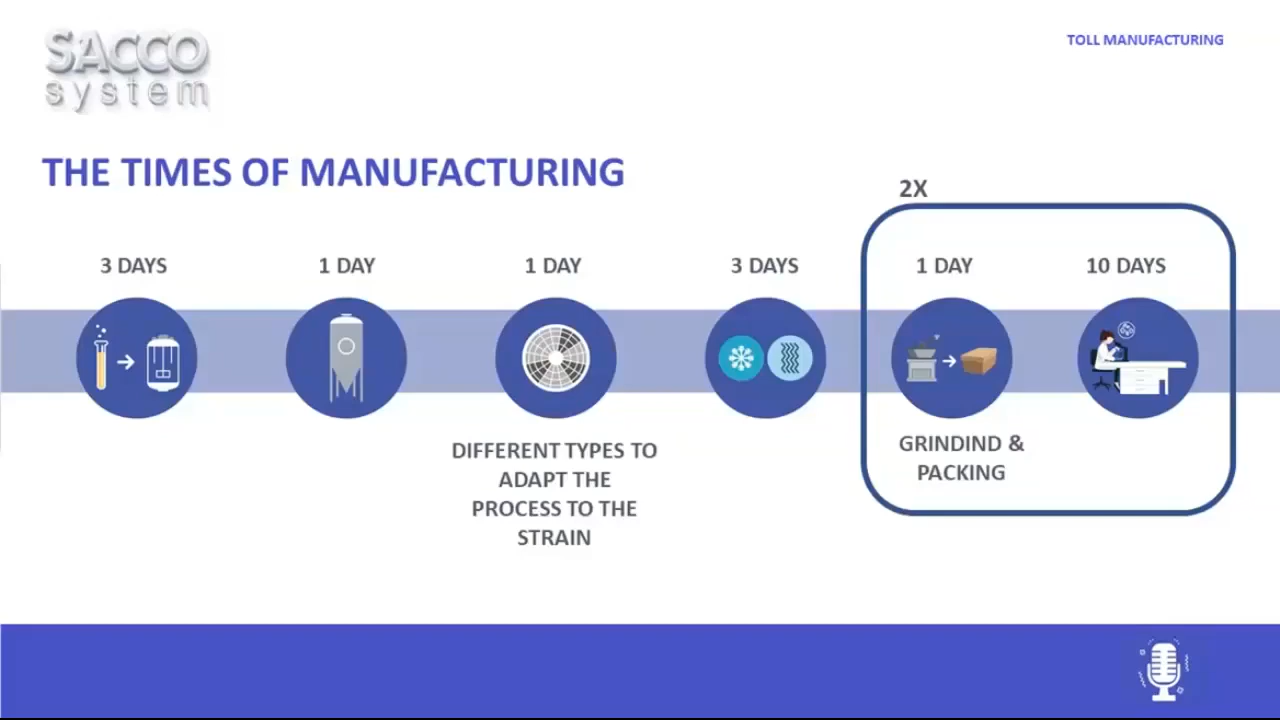 SACCO
system
TOLL MANUFACTURING
THE TIMES OF MANUFACTURING
2X
3 DAYS
1 DAY
1 DAY
3 DAYS
1 DAY
10 DAYS
DIFFERENT TYPES TO
ADAPT THE
PROCESS TO THE
STRAIN
GRINDIND &
PACKING